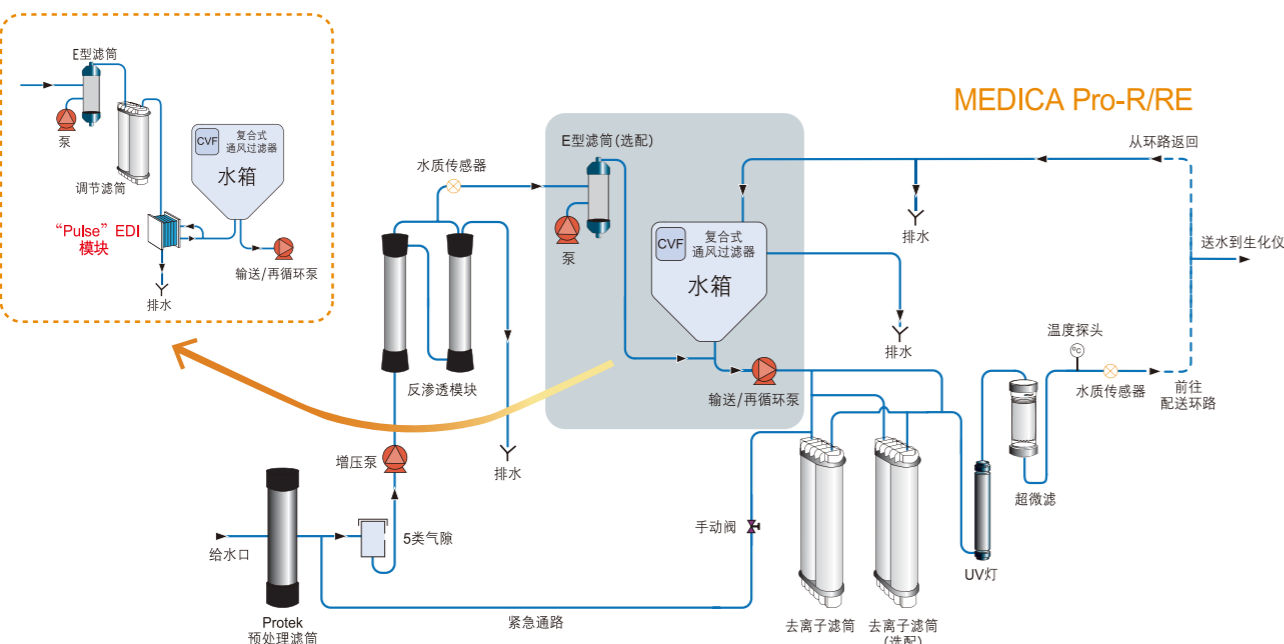 E型滤筒
泵
调节滤筒
CVF
复合式
通风过滤器
水箱
“Pulse” EDI
模块
输送/再循环泵
排水
MEDICA Pro-R/RE
水质传感器
E型滤筒(选配)
泵
CVF
复合式
通风过滤器
水箱
从环路返回
排水
送水到生化仪
排水
温度探头
°C
水质传感器
前往
配送环路
反渗透模块
输送/再循环泵
增压泵
排水
超微滤
手动阀
给水口
5类气隙
UV灯
Protek
预处理滤筒
紧急通路
去离子滤筒
去离子滤筒
(选配)